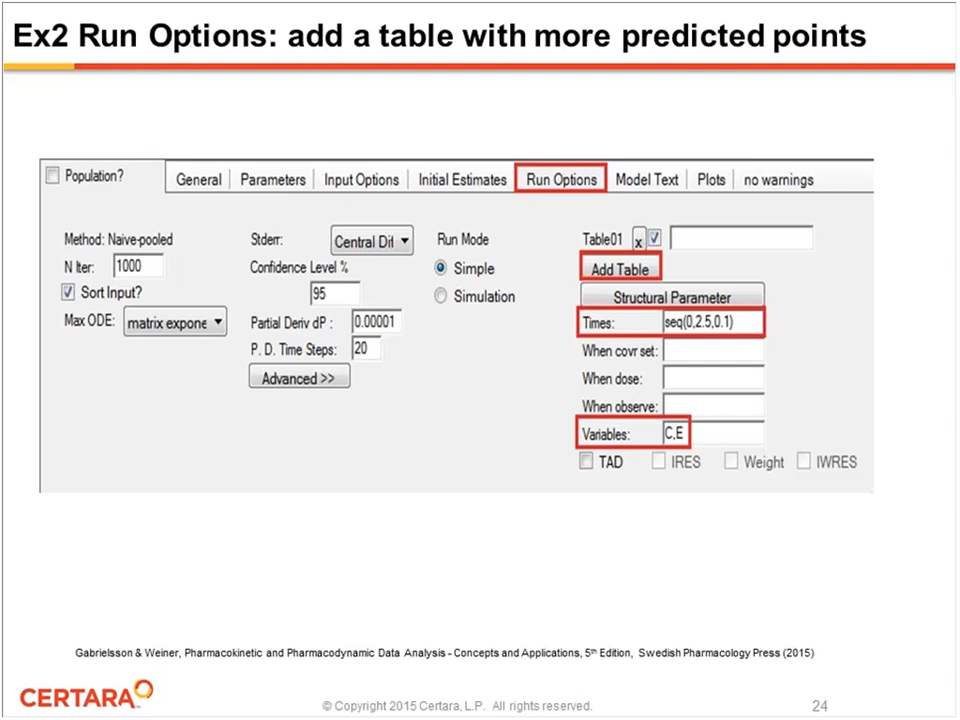 Ex2 Run Options: add a table with more predicted points
Population?
General Parameters Input Options Initial Estimates Run Options Model Text Plots no warnings
Method: Naive-pooled
N Iter: 1000
Sort Input?
Max ODE: matrix expone
Stderr: Central Dif
Confidence Level %
95
Partial Deriv dP : 0.00001
P. D. Time Steps: 20
Advanced >>
Run Mode
Simple
Simulation
Table01 x
Add Table
Structural Parameter
Times: seq(0,2.5,0.1)
When covr set:
When dose:
When observe:
Variables: C,E
TAD IRES Weight IWRES
Gabrielsson & Weiner, Pharmacokinetic and Pharmacodynamic Data Analysis - Concepts and Applications, 5th Edition, Swedish Pharmacology Press (2015)
CERTARA
© Copyright 2015 Certara, L.P. All rights reserved.
24